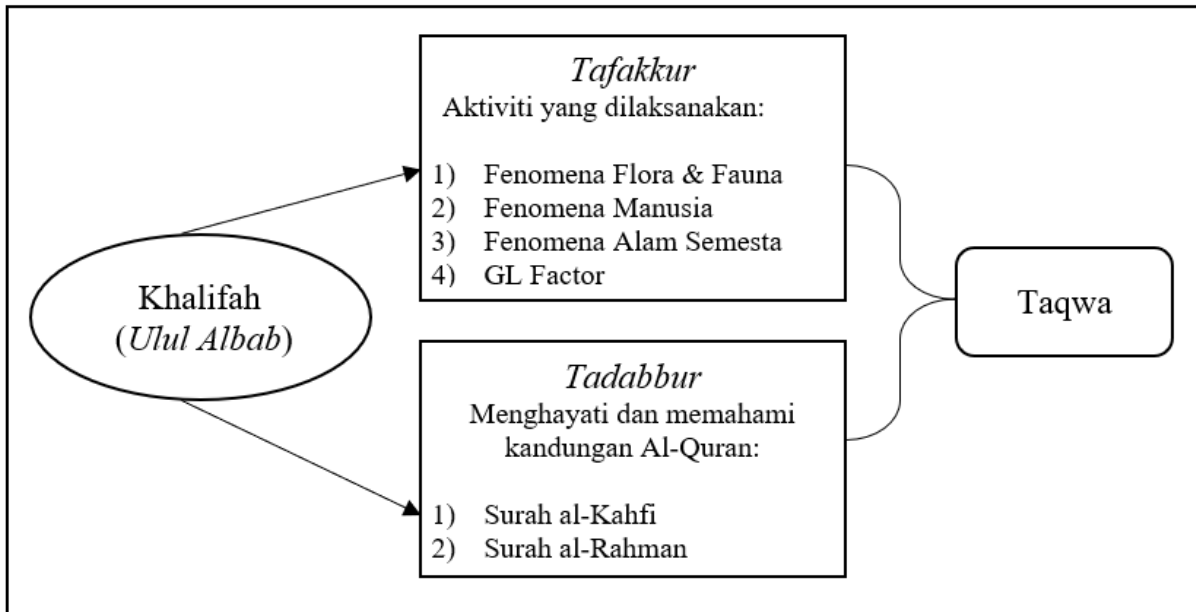 Khalifah
(Ulul Albab)
Tafakkur
Aktiviti yang dilaksanakan:
1) Fenomena Flora & Fauna
2) Fenomena Manusia
3) Fenomena Alam Semesta
4) GL Factor
Tadabbur
Menghayati dan memahami
kandungan Al-Quran:
1) Surah al-Kahfi
2) Surah al-Rahman
Taqwa